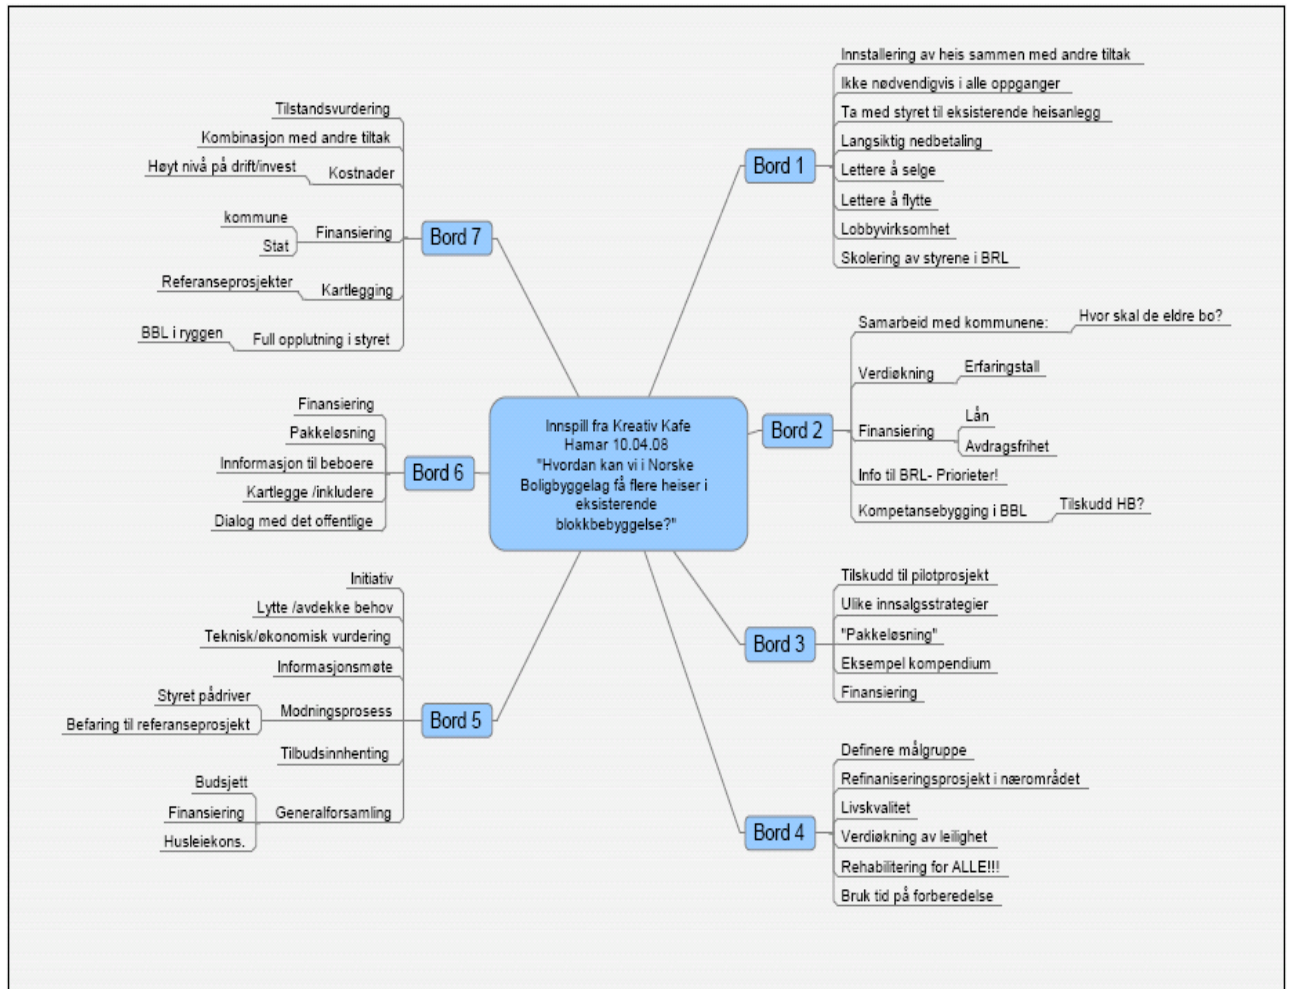 Innspill fra Kreativ Kafe
Hamar 10.04.08
"Hvordan kan vi i Norske
Boligbyggelag få flere heiser i
eksisterende
blokkbebyggelse?"
Bord 1
Innstallering av heis sammen med andre tiltak
Ikke nødvendigvis i alle oppganger
Ta med styret til eksisterende heisanlegg
Langsiktig nedbetaling
Lettere å selge
Lettere å flytte
Lobbyvirksomhet
Skolering av styrene i BRL
Bord 2
Samarbeid med kommunene:
Hvor skal de eldre bo?
Verdiøkning
Erfaringstall
Finansiering
Lån
Avdragsfrihet
Info til BRL- Priorieter!
Kompetansebygging i BBL
Tilskudd HB?
Bord 3
Tilskudd til pilotprosjekt
Ulike innsalgsstrategier
"Pakkeløsning"
Eksempel kompendium
Finansiering
Bord 4
Definere målgruppe
Refinaniseringsprosjekt i nærområdet
Livskvalitet
Verdiøkning av leilighet
Rehabilitering for ALLE!!!
Bruk tid på forberedelse
Bord 5
Initiativ
Lytte /avdekke behov
Teknisk/økonomisk vurdering
Informasjonsmøte
Modningsprosess
Styret pådriver
Befaring til referanseprosjekt
Tilbudsinnhenting
Generalforsamling
Budsjett
Finansiering
Husleiekons.
Bord 6
Finansiering
Pakkeløsning
Innformasjon til beboere
Kartlegge /inkludere
Dialog med det offentlige
Bord 7
Tilstandsvurdering
Kombinasjon med andre tiltak
Kostnader
Høyt nivå på drift/invest
Finansiering
kommune
Stat
Kartlegging
Referanseprosjekter
Full opplutning i styret
BBL i ryggen